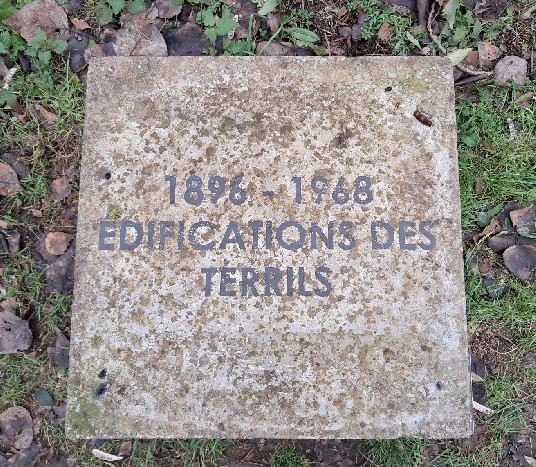 1896 - 1968
EDIFICATIONS DES
TERRILS